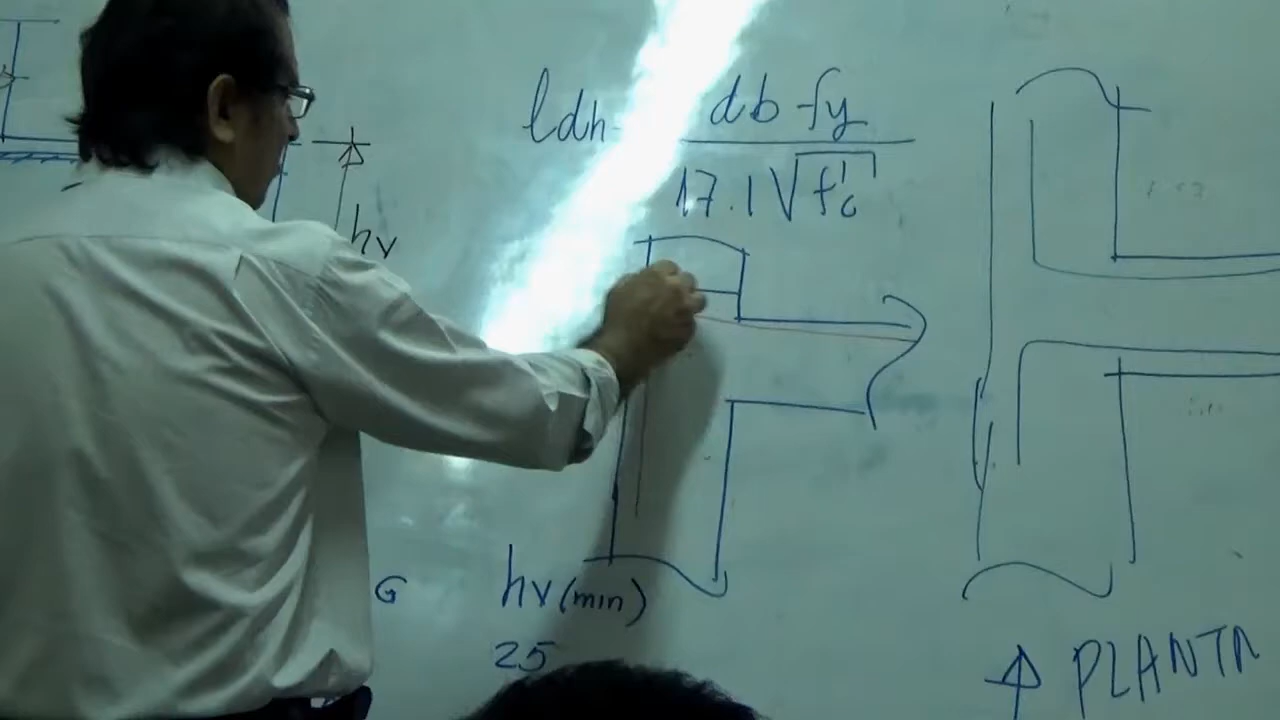 ldh db fy
17.1√f'c
hv
G
hv (min)
25
PLANTA